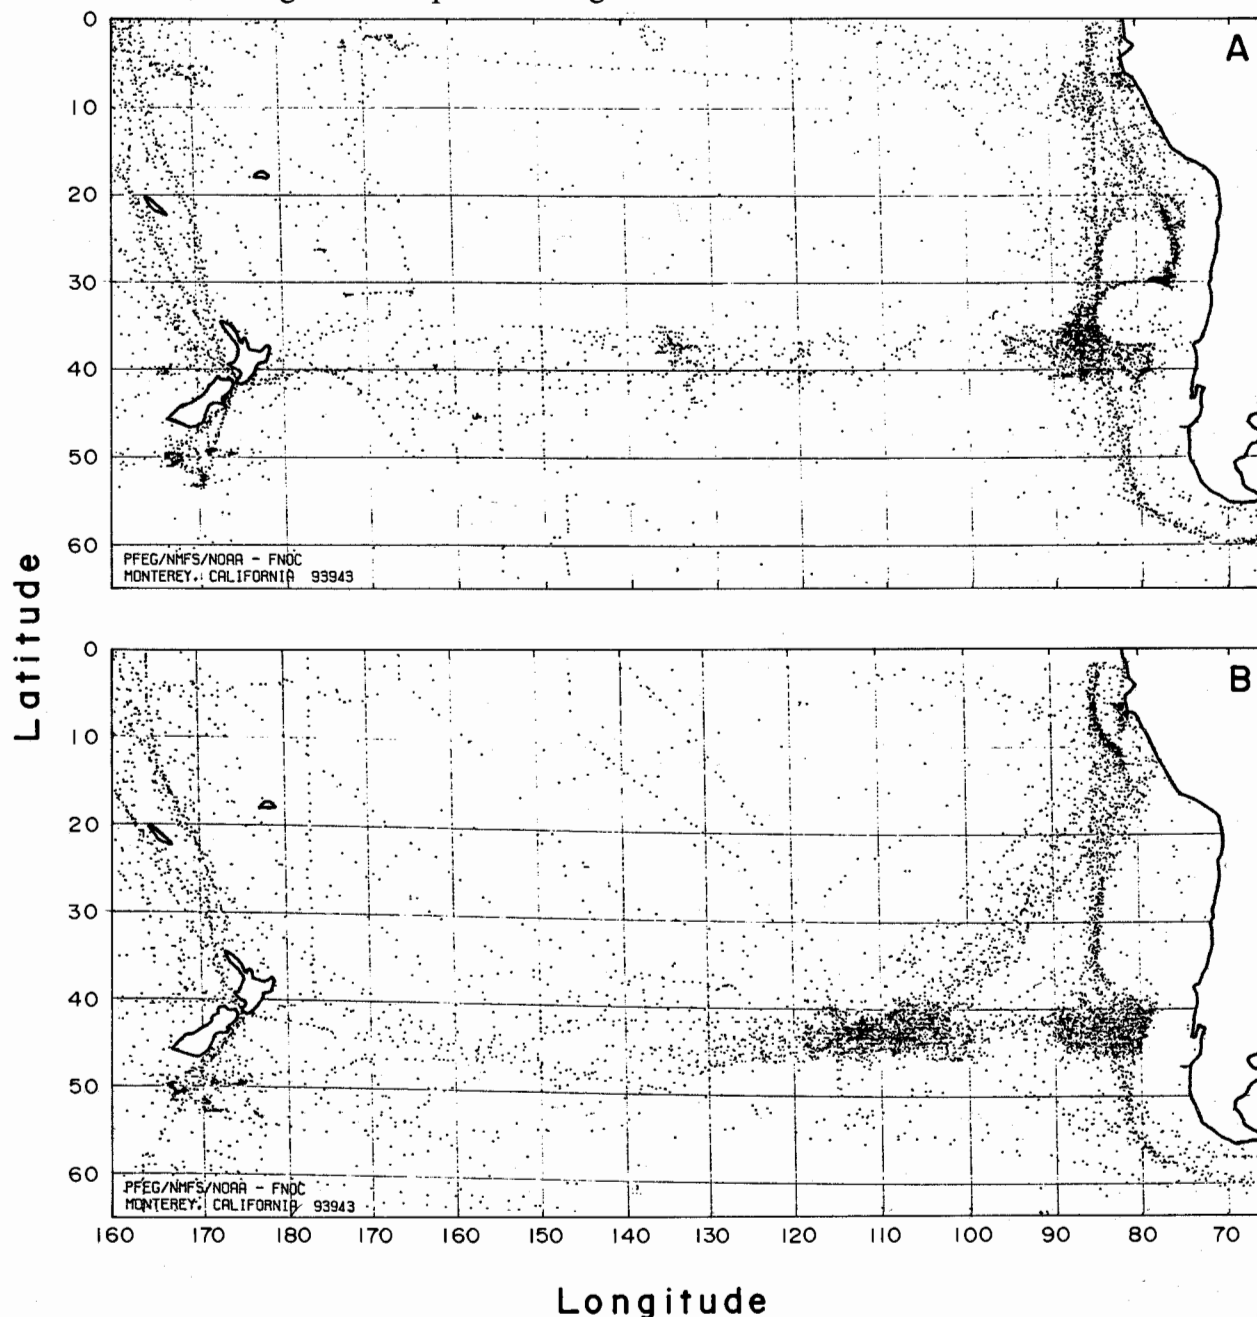 A
0
10
20
30
40
50
60
PFEG/NMFS/NOAA - FNOC
MONTEREY, CALIFORNIA 93943
Latitude
B
0
10
20
30
40
50
60
PFEG/NMFS/NOAA - FNOC
MONTEREY, CALIFORNIA 93943
160 170 180 170 160 150 140 130 120 110 100 90 80 70
Longitude